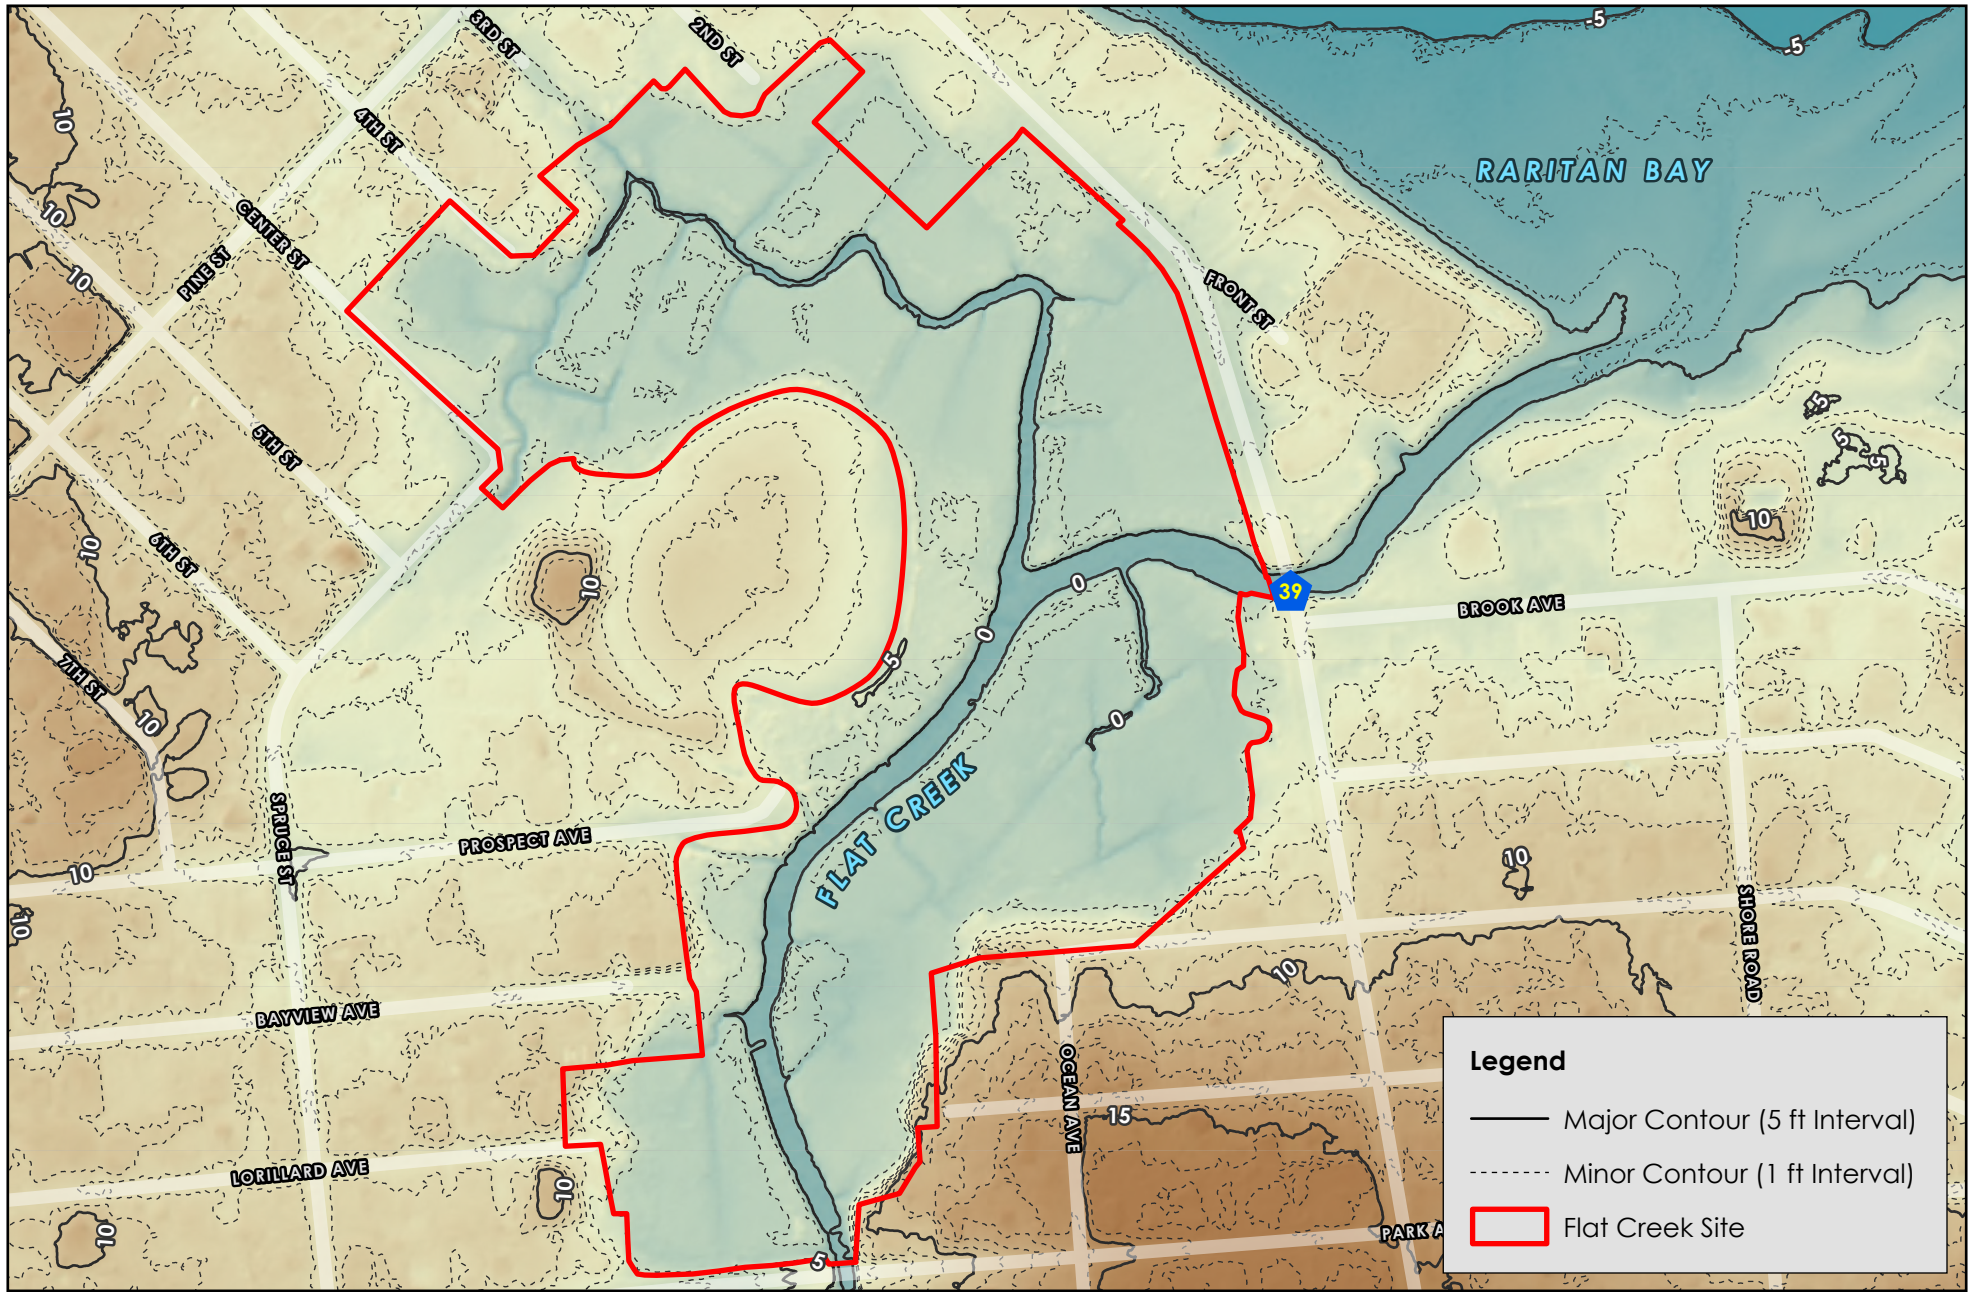 -5
-5
3RD ST
2ND ST
10
4TH ST
RARITAN BAY
10
CENTER ST
PINE ST
10
FRONT ST
5
5TH ST
5
5
10
10
6TH ST
10
0
39
BROOK AVE
0
5
7TH ST
10
0
FLAT CREEK
SPRUCE ST
PROSPECT AVE
10
10
10
SHORE ROAD
10
BAYVIEW AVE
OCEAN AVE
15
LORILLARD AVE
10
10
PARK A
5
Legend
Major Contour (5 ft Interval)
Minor Contour (1 ft Interval)
Flat Creek Site